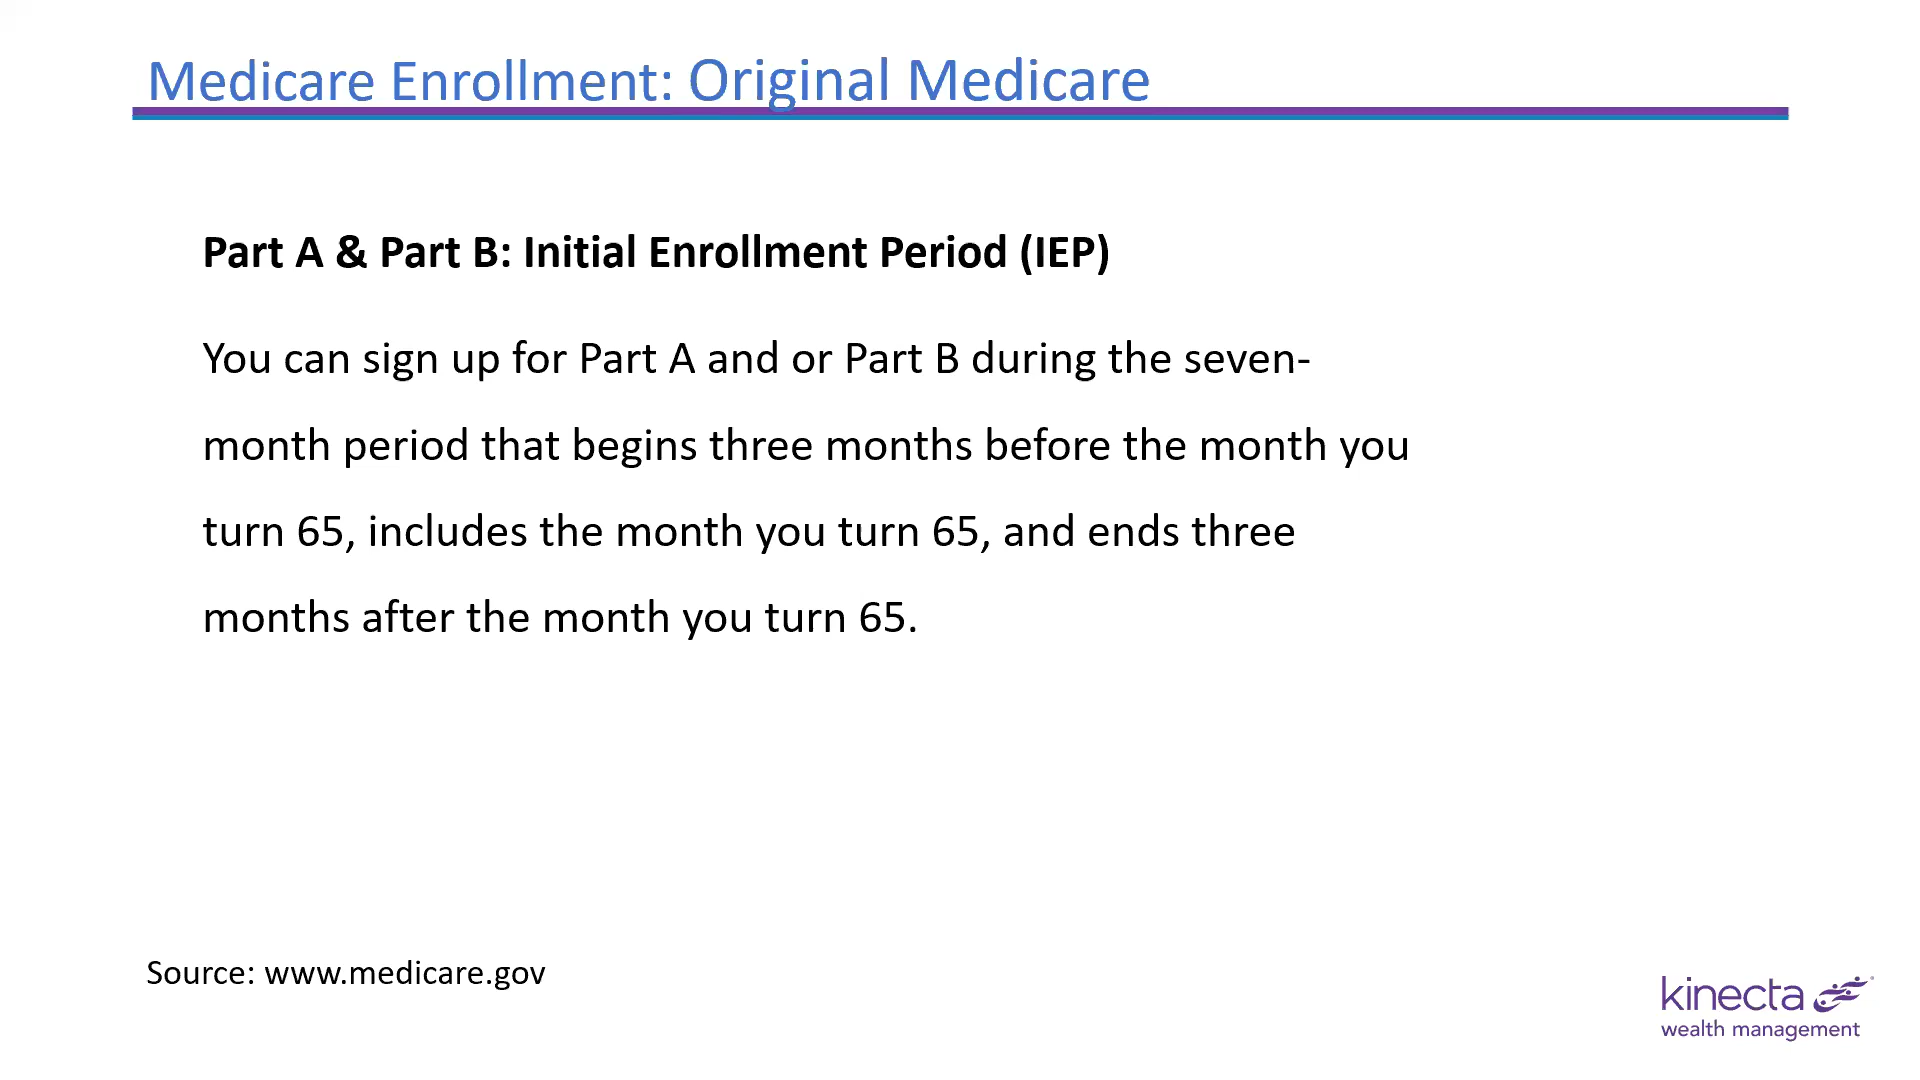 Medicare Enrollment: Original Medicare
Part A & Part B: Initial Enrollment Period (IEP)
You can sign up for Part A and or Part B during the seven-
month period that begins three months before the month you
turn 65, includes the month you turn 65, and ends three
months after the month you turn 65.
Source: www.medicare.gov
kinecta
wealth management